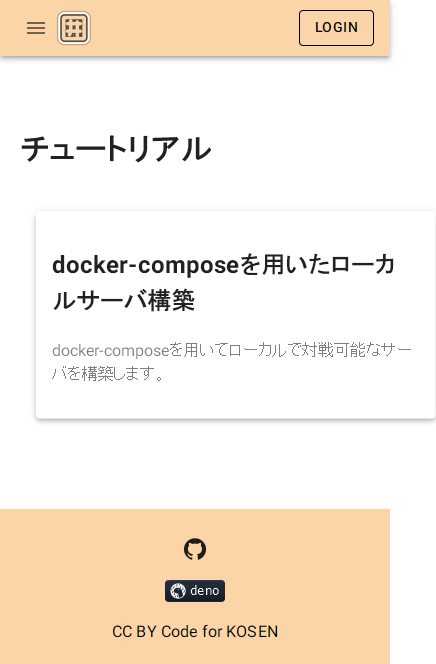 LOGIN
チュートリアル
docker-composeを用いたローカ
ルサーバ構築
docker-composeを用いてローカルで対戦可能なサー
バを構築します。
deno
CC BY Code for KOSEN